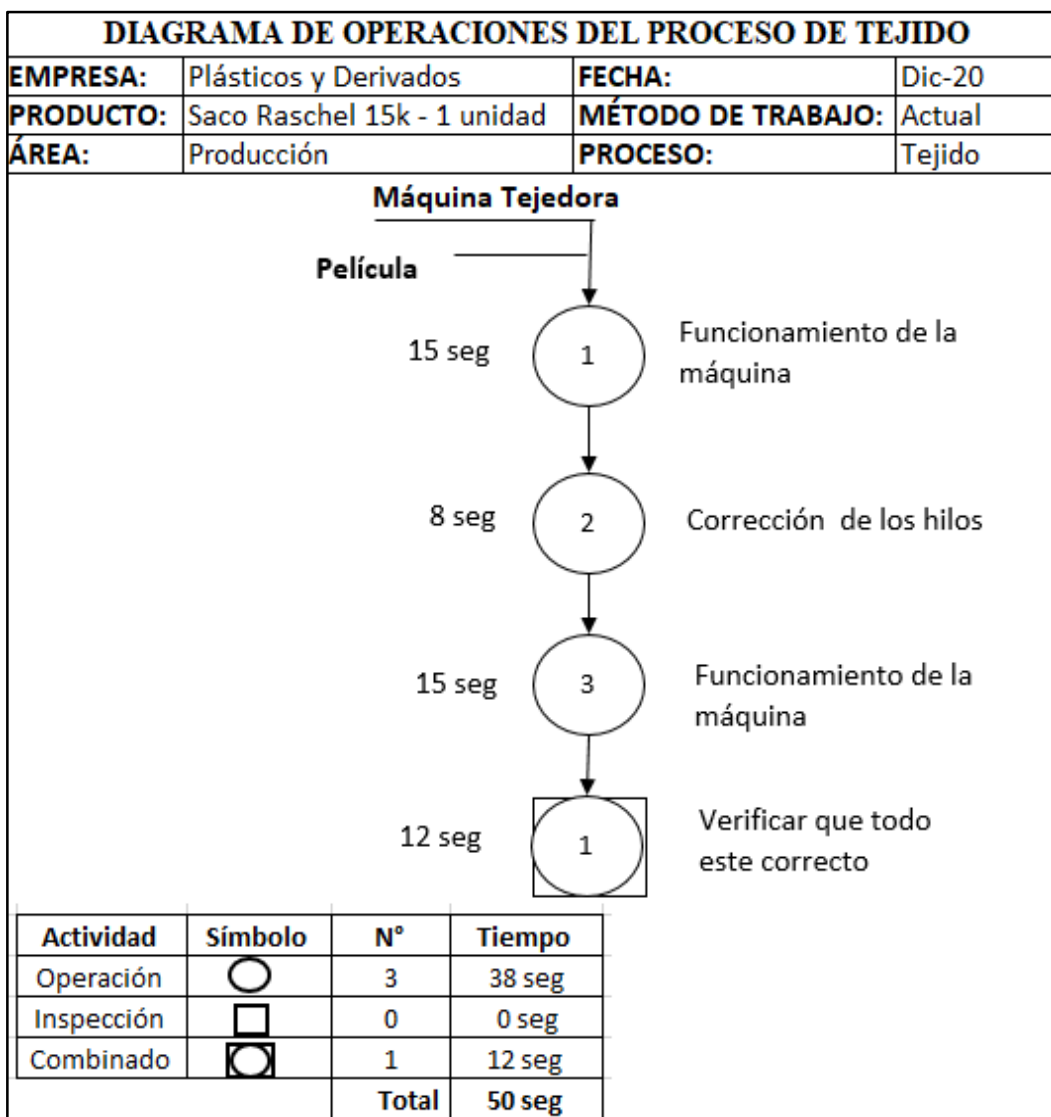 DIAGRAMA DE OPERACIONES DEL PROCESO DE TEJIDO
EMPRESA: Plásticos y Derivados FECHA: Dic-20
PRODUCTO: Saco Raschel 15k - 1 unidad MÉTODO DE TRABAJO: Actual
ÁREA: Producción PROCESO: Tejido
Máquina Tejedora
Película
15 seg 1 Funcionamiento de la
máquina
8 seg 2 Corrección de los hilos
15 seg 3 Funcionamiento de la
máquina
12 seg 1 Verificar que todo
este correcto
Actividad Símbolo N° Tiempo
Operación 3 38 seg
Inspección 0 0 seg
Combinado 1 12 seg
Total 50 seg